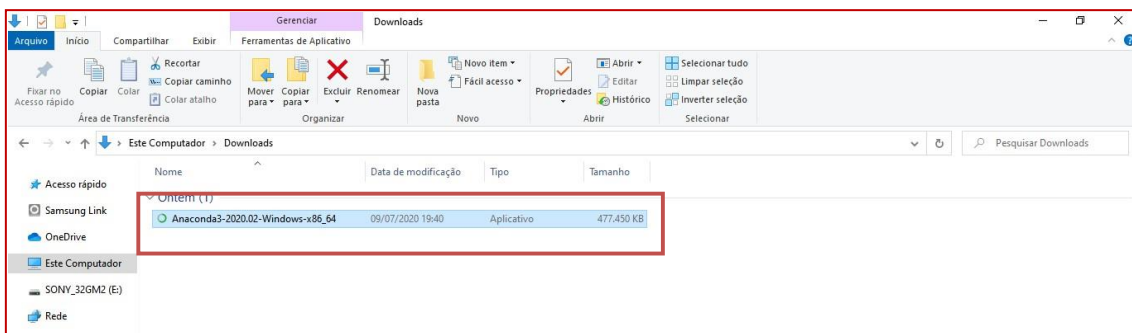 Gerenciar
Downloads
Arquivo Início Compartilhar Exibir Ferramentas de Aplicativo
Fixar no Acesso rápido
Copiar
Colar
Recortar
Copiar caminho
Colar atalho
Mover para
Copiar para
Excluir
Renomear
Nova pasta
Novo item
Fácil acesso
Propriedades
Abrir
Editar
Histórico
Selecionar tudo
Limpar seleção
Inverter seleção
Área de Transferência
Organizar
Novo
Abrir
Selecionar
Este Computador > Downloads
Pesquisar Downloads
Nome Data de modificação Tipo Tamanho
Acesso rápido
Samsung Link
OneDrive
Este Computador
SONY_32GM2 (E:)
Rede
Ontem (1)
Anaconda3-2020.02-Windows-x86_64 09/07/2020 19:40 Aplicativo 477.450 KB